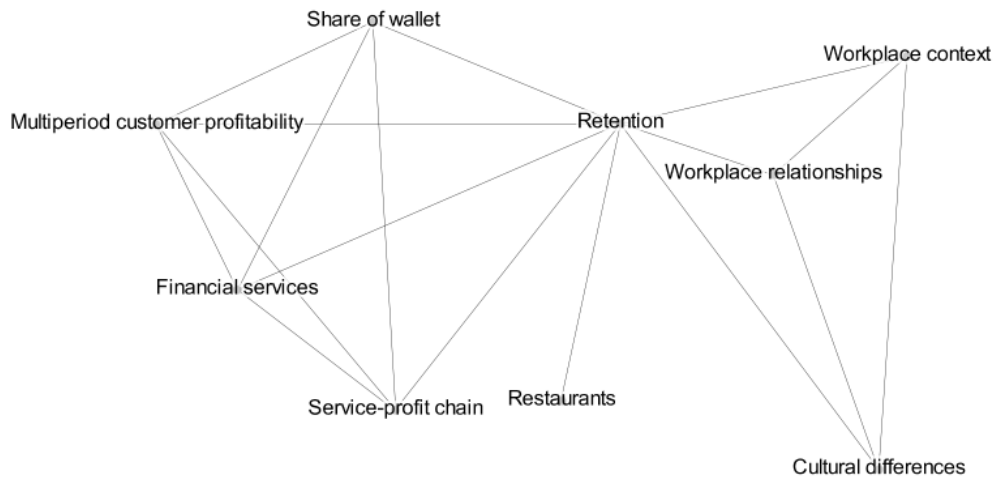 Share of wallet
Workplace context
Multiperiod customer profitability
Retention
Workplace relationships
Financial services
Service-profit chain
Restaurants
Cultural differences